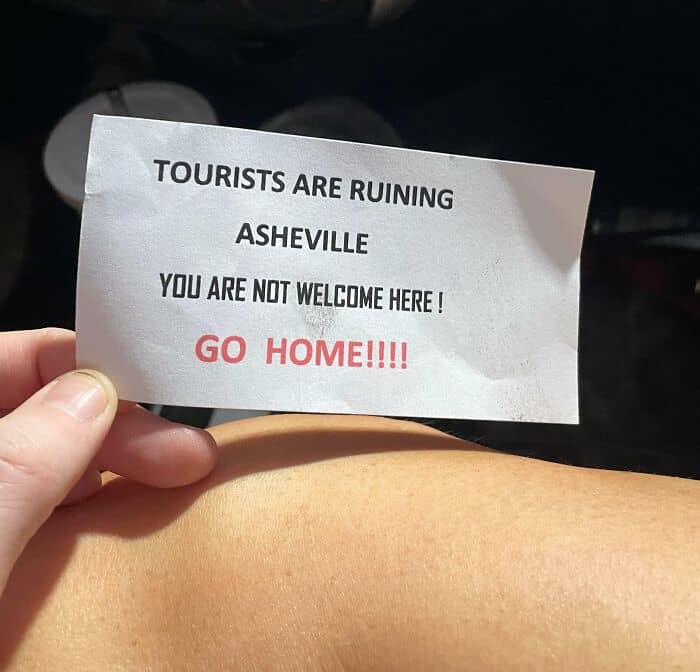 TOURISTS ARE RUINING
ASHEVILLE
YOU ARE NOT WELCOME HERE !
GO HOME!!!!